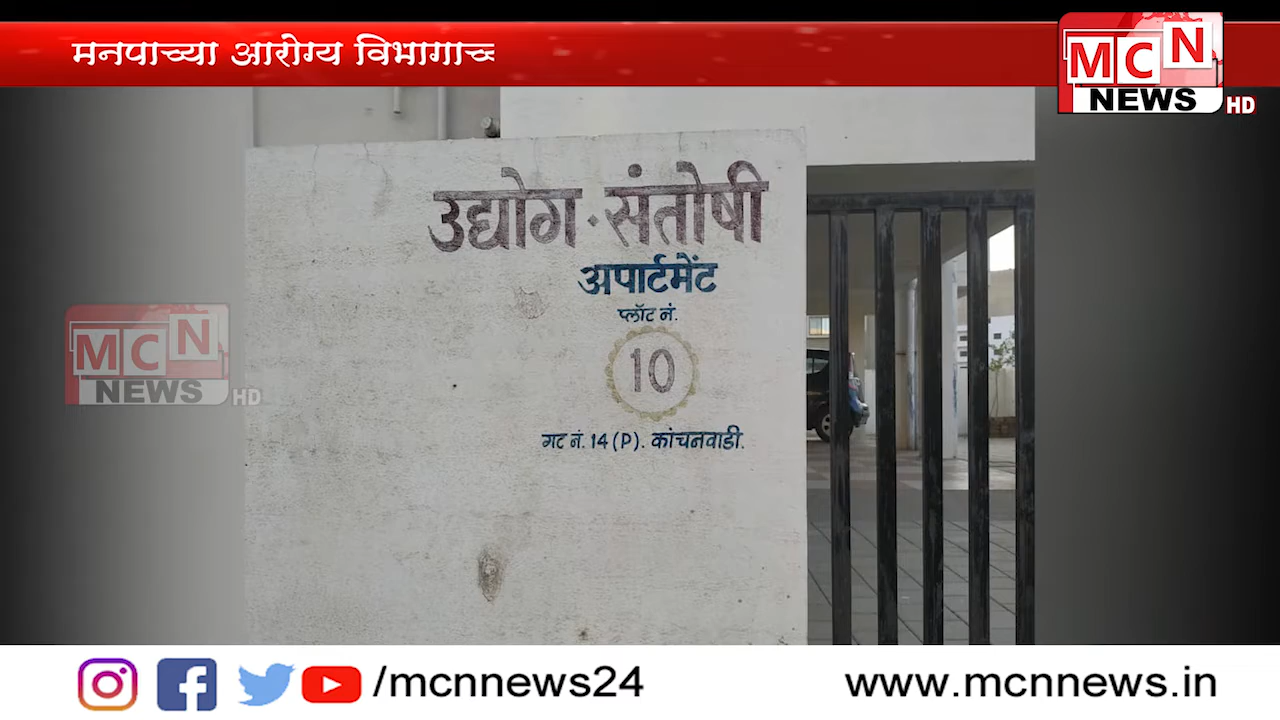 मनपाच्या आरोग्य विभागाच
MCN
NEWS HD
उद्योग · संतोषी
अपार्टमेंट
प्लॉट नं.
10
गट नं. 14 (P). कांचनवाडी.
MCN
NEWS HD
/mcnnews24
www.mcnnews.in